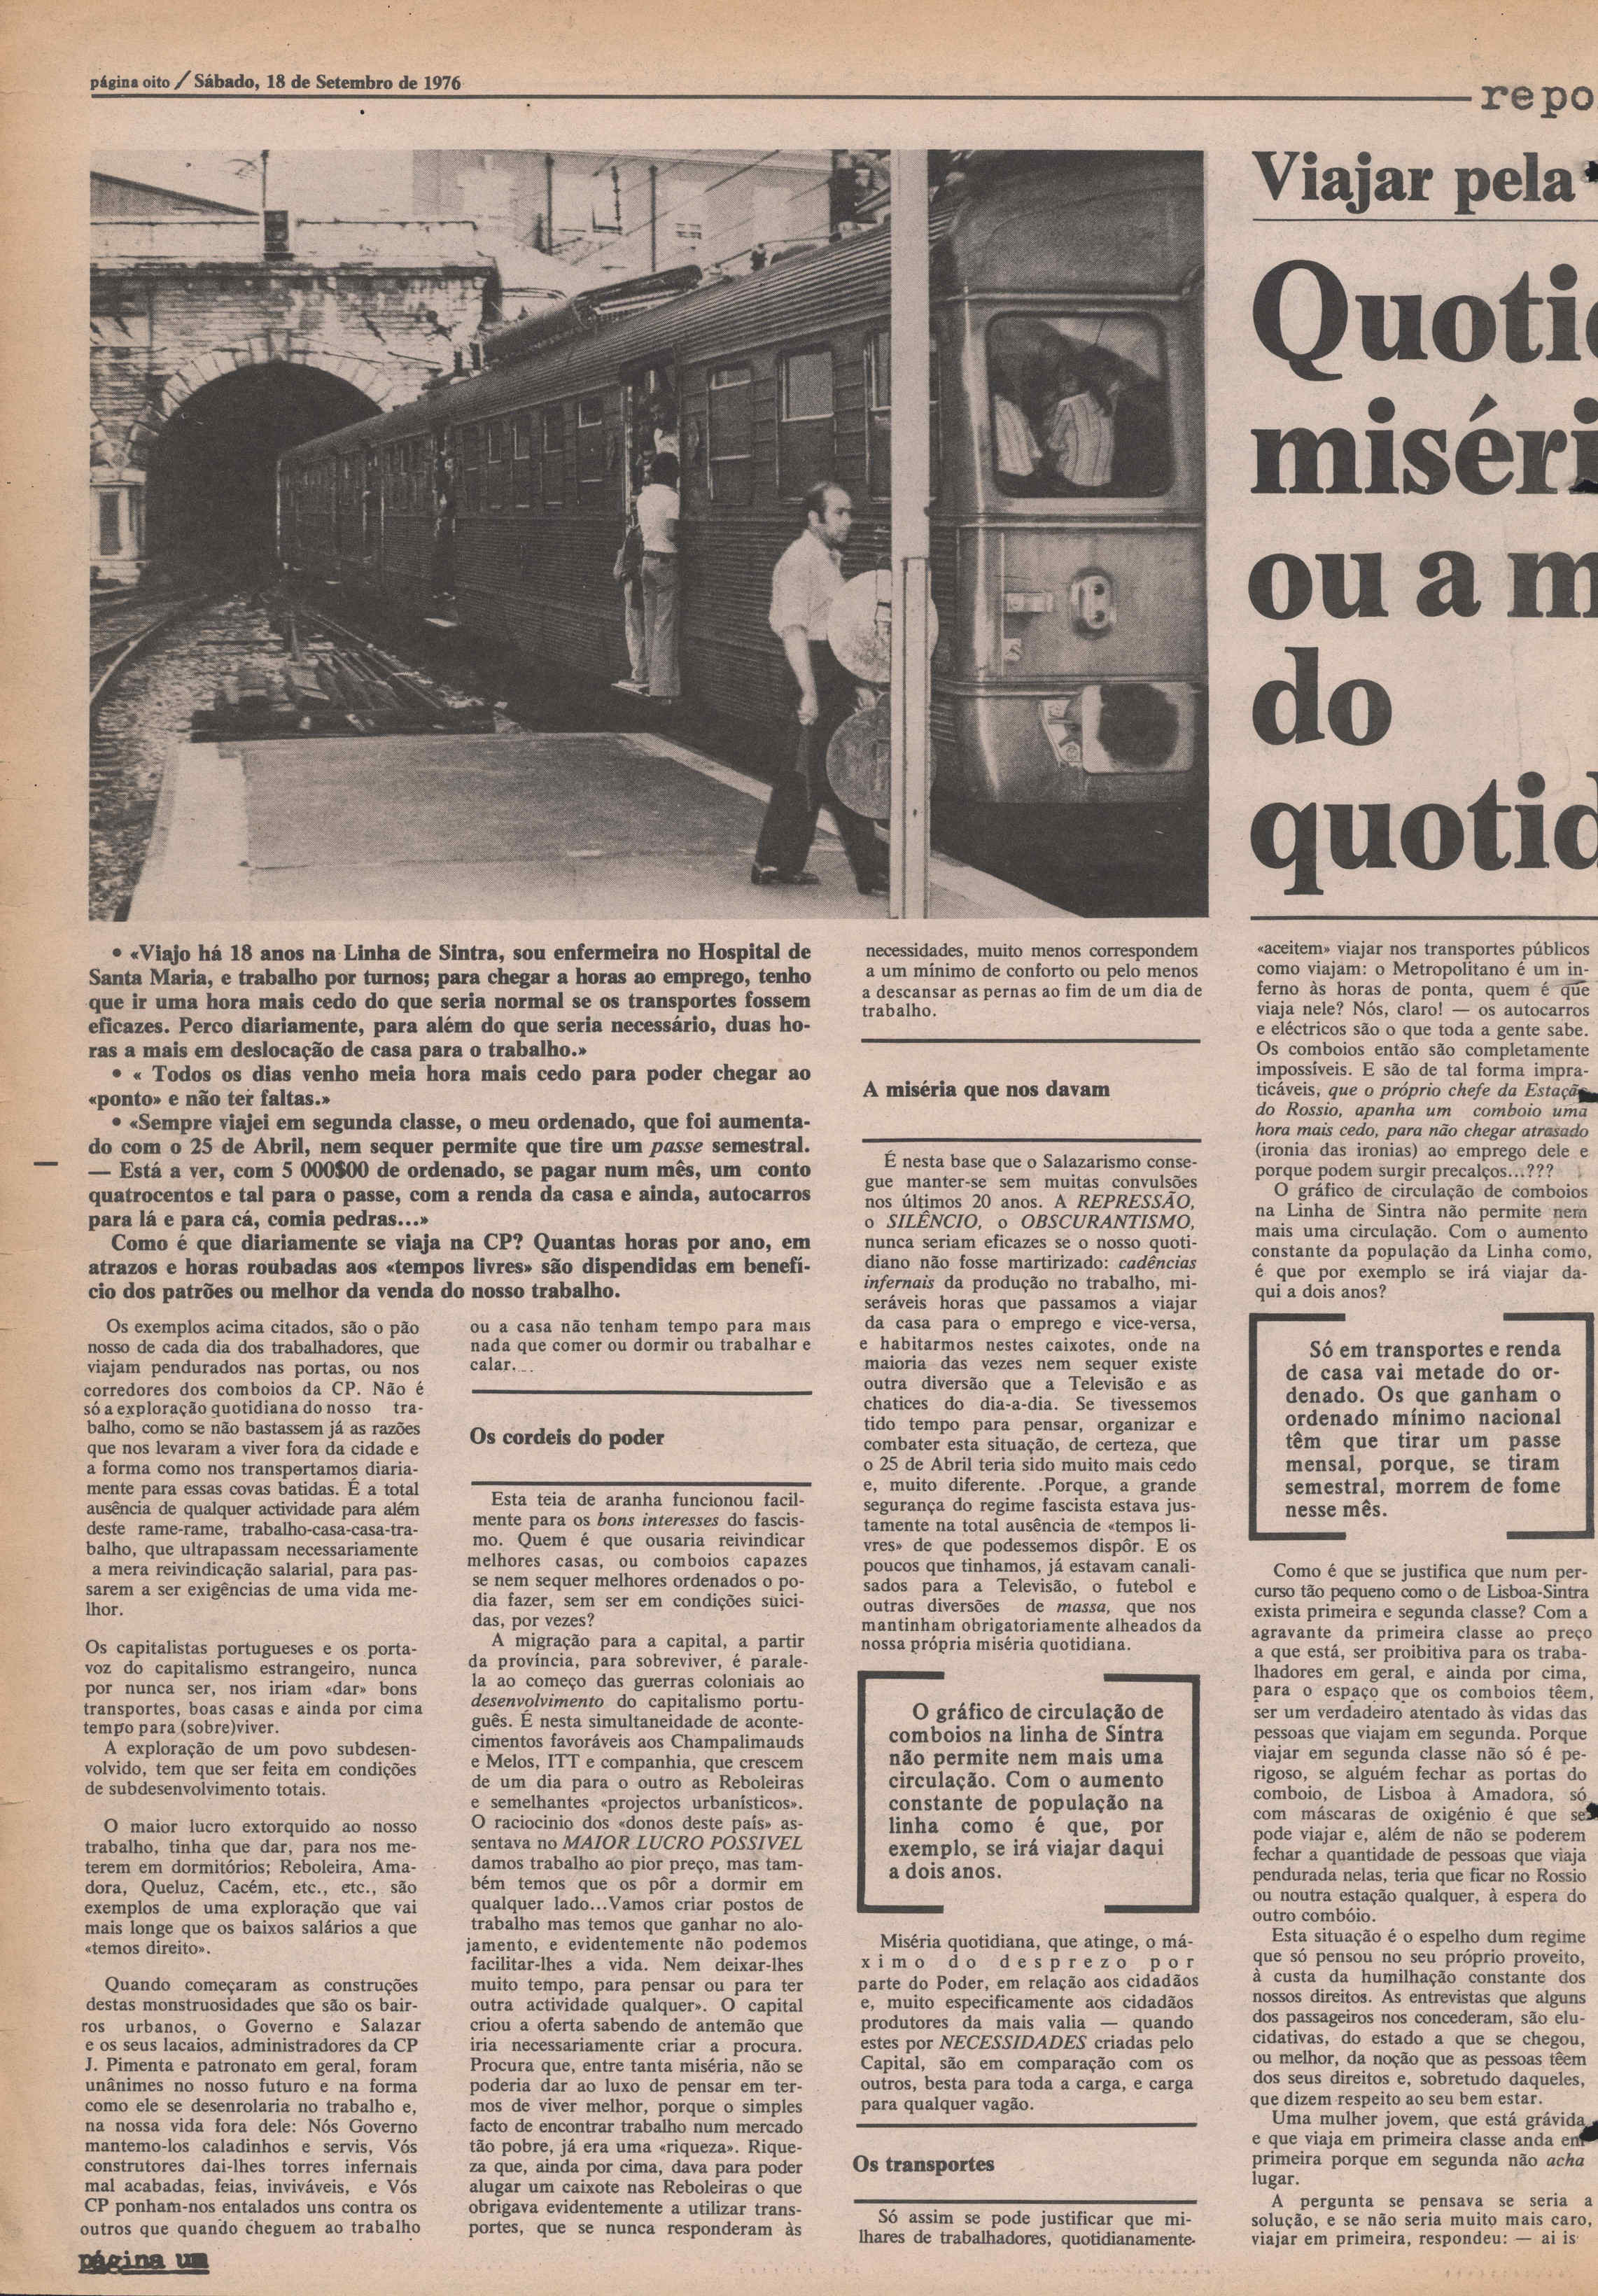 página oito / Sábado, 18 de Setembro de 1976
repo
Viajar pela
Quoti
miséri
ou a m
do
quotid
• «Viajo há 18 anos na Linha de Sintra, sou enfermeira no Hospital de
Santa Maria, e trabalho por turnos; para chegar a horas ao emprego, tenho
que ir uma hora mais cedo do que seria normal se os transportes fossem
eficazes. Perco diariamente, para além do que seria necessário, duas ho-
ras a mais em deslocação de casa para o trabalho.»
• « Todos os dias venho meia hora mais cedo para poder chegar ao
«ponto» e não ter faltas.»
• «Sempre viajei em segunda classe, o meu ordenado, que foi aumenta-
do com o 25 de Abril, nem sequer permite que tire um passe semestral.
— Está a ver, com 5 000$00 de ordenado, se pagar num mês, um conto
quatrocentos e tal para o passe, com a renda da casa e ainda, autocarros
para lá e para cá, comia pedras...»
Como é que diariamente se viaja na CP? Quantas horas por ano, em
atrazos e horas roubadas aos «tempos livres» são dispendidas em benefí-
cio dos patrões ou melhor da venda do nosso trabalho.
Os exemplos acima citados, são o pão
nosso de cada dia dos trabalhadores, que
viajam pendurados nas portas, ou nos
corredores dos comboios da CP. Não é
só a exploração quotidiana do nosso tra-
balho, como se não bastassem já as razões
que nos levaram a viver fora da cidade e
a forma como nos transportamos diaria-
mente para essas covas batidas. É a total
ausência de qualquer actividade para além
deste rame-rame, trabalho-casa-casa-tra-
balho, que ultrapassam necessariamente
a mera reivindicação salarial, para pas-
sarem a ser exigências de uma vida me-
lhor.
Os capitalistas portugueses e os porta-
voz do capitalismo estrangeiro, nunca
por nunca ser, nos iriam «dar» bons
transportes, boas casas e ainda por cima
tempo para (sobre)viver.
A exploração de um povo subdesen-
volvido, tem que ser feita em condições
de subdesenvolvimento totais.
O maior lucro extorquido ao nosso
trabalho, tinha que dar, para nos me-
terem em dormitórios; Reboleira, Ama-
dora, Queluz, Cacém, etc., etc., são
exemplos de uma exploração que vai
mais longe que os baixos salários a que
«temos direito».
Quando começaram as construções
destas monstruosidades que são os bair-
ros urbanos, o Governo e Salazar
e os seus lacaios, administradores da CP
J. Pimenta e patronato em geral, foram
unânimes no nosso futuro e na forma
como ele se desenrolaria no trabalho e,
na nossa vida fora dele: Nós Governo
mantemo-los caladinhos e servis, Vós
construtores dai-lhes torres infernais
mal acabadas, feias, inviváveis, e Vós
CP ponham-nos entalados uns contra os
outros que quando cheguem ao trabalho
ou a casa não tenham tempo para mais
nada que comer ou dormir ou trabalhar e
calar...
Os cordeis do poder
Esta teia de aranha funcionou facil-
mente para os bons interesses do fascis-
mo. Quem é que ousaria reivindicar
melhores casas, ou comboios capazes
se nem sequer melhores ordenados o po-
dia fazer, sem ser em condições suici-
das, por vezes?
A migração para a capital, a partir
da província, para sobreviver, é parale-
la ao começo das guerras coloniais ao
desenvolvimento do capitalismo portu-
guês. É nesta simultaneidade de aconte-
cimentos favoráveis aos Champalimauds
e Melos, ITT e companhia, que crescem
de um dia para o outro as Reboleiras
e semelhantes «projectos urbanísticos».
O raciocinio dos «donos deste país» as-
sentava no MAIOR LUCRO POSSIVEL
damos trabalho ao pior preço, mas tam-
bém temos que os pôr a dormir em
qualquer lado...Vamos criar postos de
trabalho mas temos que ganhar no alo-
jamento, e evidentemente não podemos
facilitar-lhes a vida. Nem deixar-lhes
muito tempo, para pensar ou para ter
outra actividade qualquer». O capital
criou a oferta sabendo de antemão que
iria necessariamente criar a procura.
Procura que, entre tanta miséria, não se
poderia dar ao luxo de pensar em ter-
mos de viver melhor, porque o simples
facto de encontrar trabalho num mercado
tão pobre, já era uma «riqueza». Rique-
za que, ainda por cima, dava para poder
alugar um caixote nas Reboleiras o que
obrigava evidentemente a utilizar trans-
portes, que se nunca responderam às
necessidades, muito menos correspondem
a um mínimo de conforto ou pelo menos
a descansar as pernas ao fim de um dia de
trabalho.
A miséria que nos davam
É nesta base que o Salazarismo conse-
gue manter-se sem muitas convulsões
nos últimos 20 anos. A REPRESSÃO,
o SILÊNCIO, o OBSCURANTISMO,
nunca seriam eficazes se o nosso quoti-
diano não fosse martirizado: cadências
infernais da produção no trabalho, mi-
seráveis horas que passamos a viajar
da casa para o emprego e vice-versa,
e habitarmos nestes caixotes, onde na
maioria das vezes nem sequer existe
outra diversão que a Televisão e as
chatices do dia-a-dia. Se tivessemos
tido tempo para pensar, organizar e
combater esta situação, de certeza, que
o 25 de Abril teria sido muito mais cedo
e, muito diferente. .Porque, a grande
segurança do regime fascista estava jus-
tamente na total ausência de «tempos li-
vres» de que podessemos dispôr. E os
poucos que tinhamos, já estavam canali-
sados para a Televisão, o futebol e
outras diversões de massa, que nos
mantinham obrigatoriamente alheados da
nossa própria miséria quotidiana.
O gráfico de circulação de
comboios na linha de Sintra
não permite nem mais uma
circulação. Com o aumento
constante de população na
linha como é que, por
exemplo, se irá viajar daqui
a dois anos.
Miséria quotidiana, que atinge, o má-
ximo do desprezo por
parte do Poder, em relação aos cidadãos
e, muito especificamente aos cidadãos
produtores da mais valia — quando
estes por NECESSIDADES criadas pelo
Capital, são em comparação com os
outros, besta para toda a carga, e carga
para qualquer vagão.
Os transportes
Só assim se pode justificar que mi-
lhares de trabalhadores, quotidianamente
«aceitem» viajar nos transportes públicos
como viajam: o Metropolitano é um in-
ferno às horas de ponta, quem é que
viaja nele? Nós, claro! — os autocarros
e eléctricos são o que toda a gente sabe.
Os comboios então são completamente
impossíveis. E são de tal forma impra-
ticáveis, que o próprio chefe da Estação
do Rossio, apanha um comboio uma
hora mais cedo, para não chegar atrasado
(ironia das ironias) ao emprego dele e
porque podem surgir precalços...???
O gráfico de circulação de comboios
na Linha de Sintra não permite nem
mais uma circulação. Com o aumento
constante da população da Linha como,
é que por exemplo se irá viajar da-
qui a dois anos?
Só em transportes e renda
de casa vai metade do or-
denado. Os que ganham o
ordenado mínimo nacional
têm que tirar um passe
mensal, porque, se tiram
semestral, morrem de fome
nesse mês.
Como é que se justifica que num per-
curso tão pequeno como o de Lisboa-Sintra
exista primeira e segunda classe? Com a
agravante da primeira classe ao preço
a que está, ser proibitiva para os traba-
lhadores em geral, e ainda por cima,
para o espaço que os comboios têem,
ser um verdadeiro atentado às vidas das
pessoas que viajam em segunda. Porque
viajar em segunda classe não só é pe-
rigoso, se alguém fechar as portas do
comboio, de Lisboa à Amadora, só
com máscaras de oxigénio é que se
pode viajar e, além de não se poderem
fechar a quantidade de pessoas que viaja
pendurada nelas, teria que ficar no Rossio
ou noutra estação qualquer, à espera do
outro combóio.
Esta situação é o espelho dum regime
que só pensou no seu próprio proveito,
à custa da humilhação constante dos
nossos direitos. As entrevistas que alguns
dos passageiros nos concederam, são elu-
cidativas, do estado a que se chegou,
ou melhor, da noção que as pessoas têem
dos seus direitos e, sobretudo daqueles,
que dizem respeito ao seu bem estar.
Uma mulher jovem, que está grávida
e que viaja em primeira classe anda em
primeira porque em segunda não acha
lugar.
A pergunta se pensava se seria a
solução, e se não seria muito mais caro,
viajar em primeira, respondeu: — ai is
página um